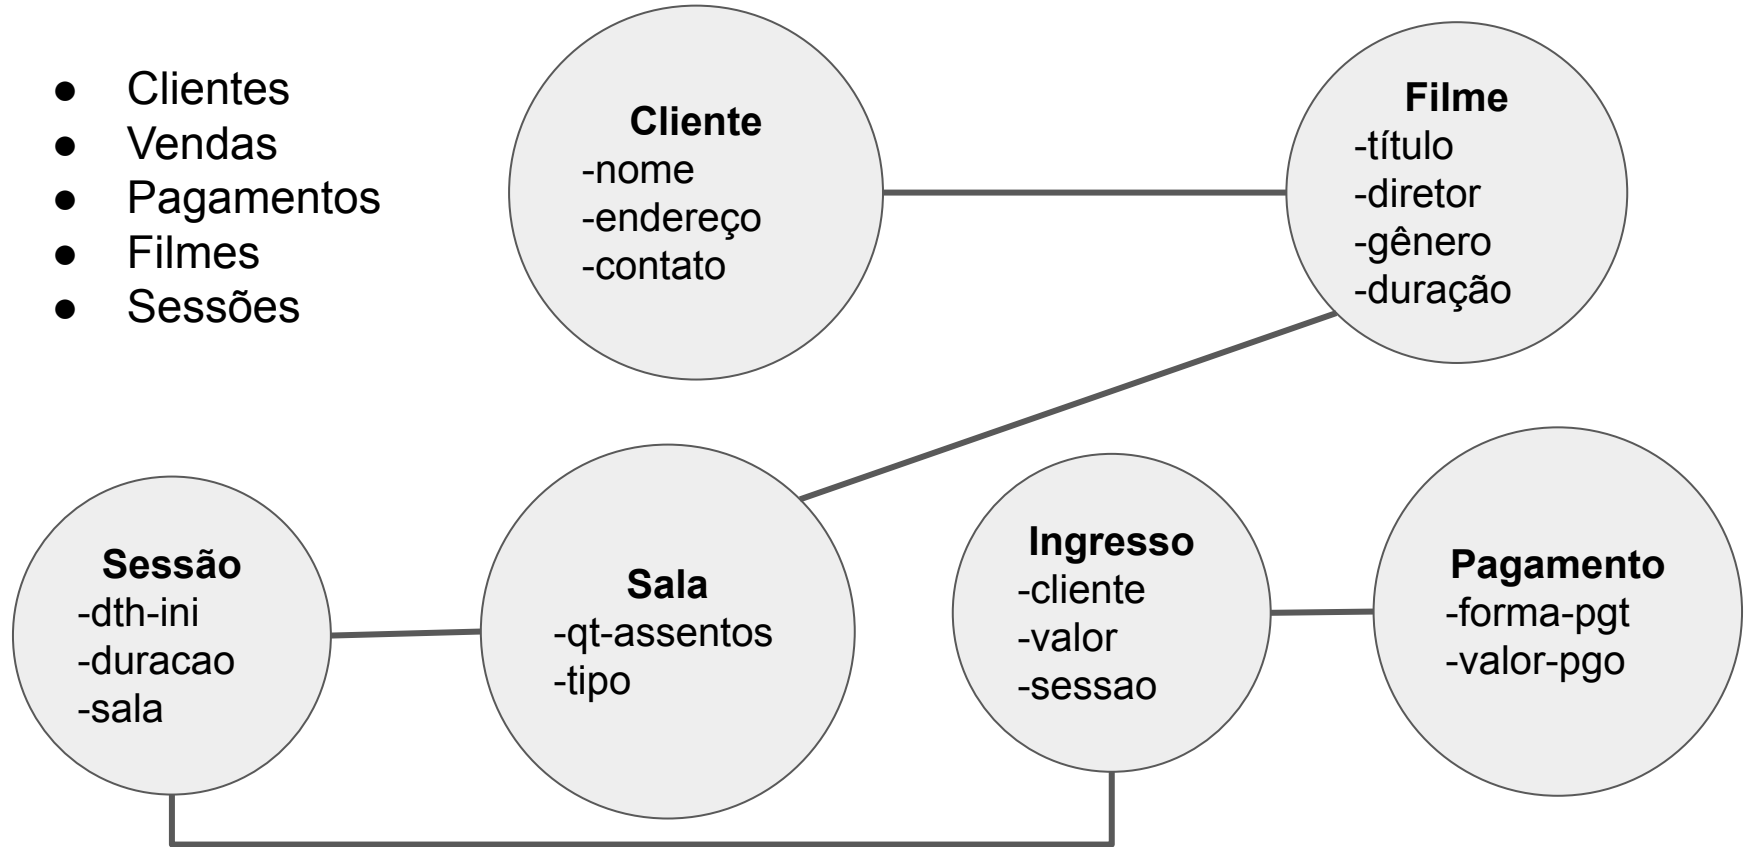 ● Clientes
● Vendas
● Pagamentos
● Filmes
● Sessões
Cliente
-nome
-endereço
-contato
Filme
-título
-diretor
-gênero
-duração
Sessão
-dth-ini
-duracao
-sala
Sala
-qt-assentos
-tipo
Ingresso
-cliente
-valor
-sessao
Pagamento
-forma-pgt
-valor-pgo